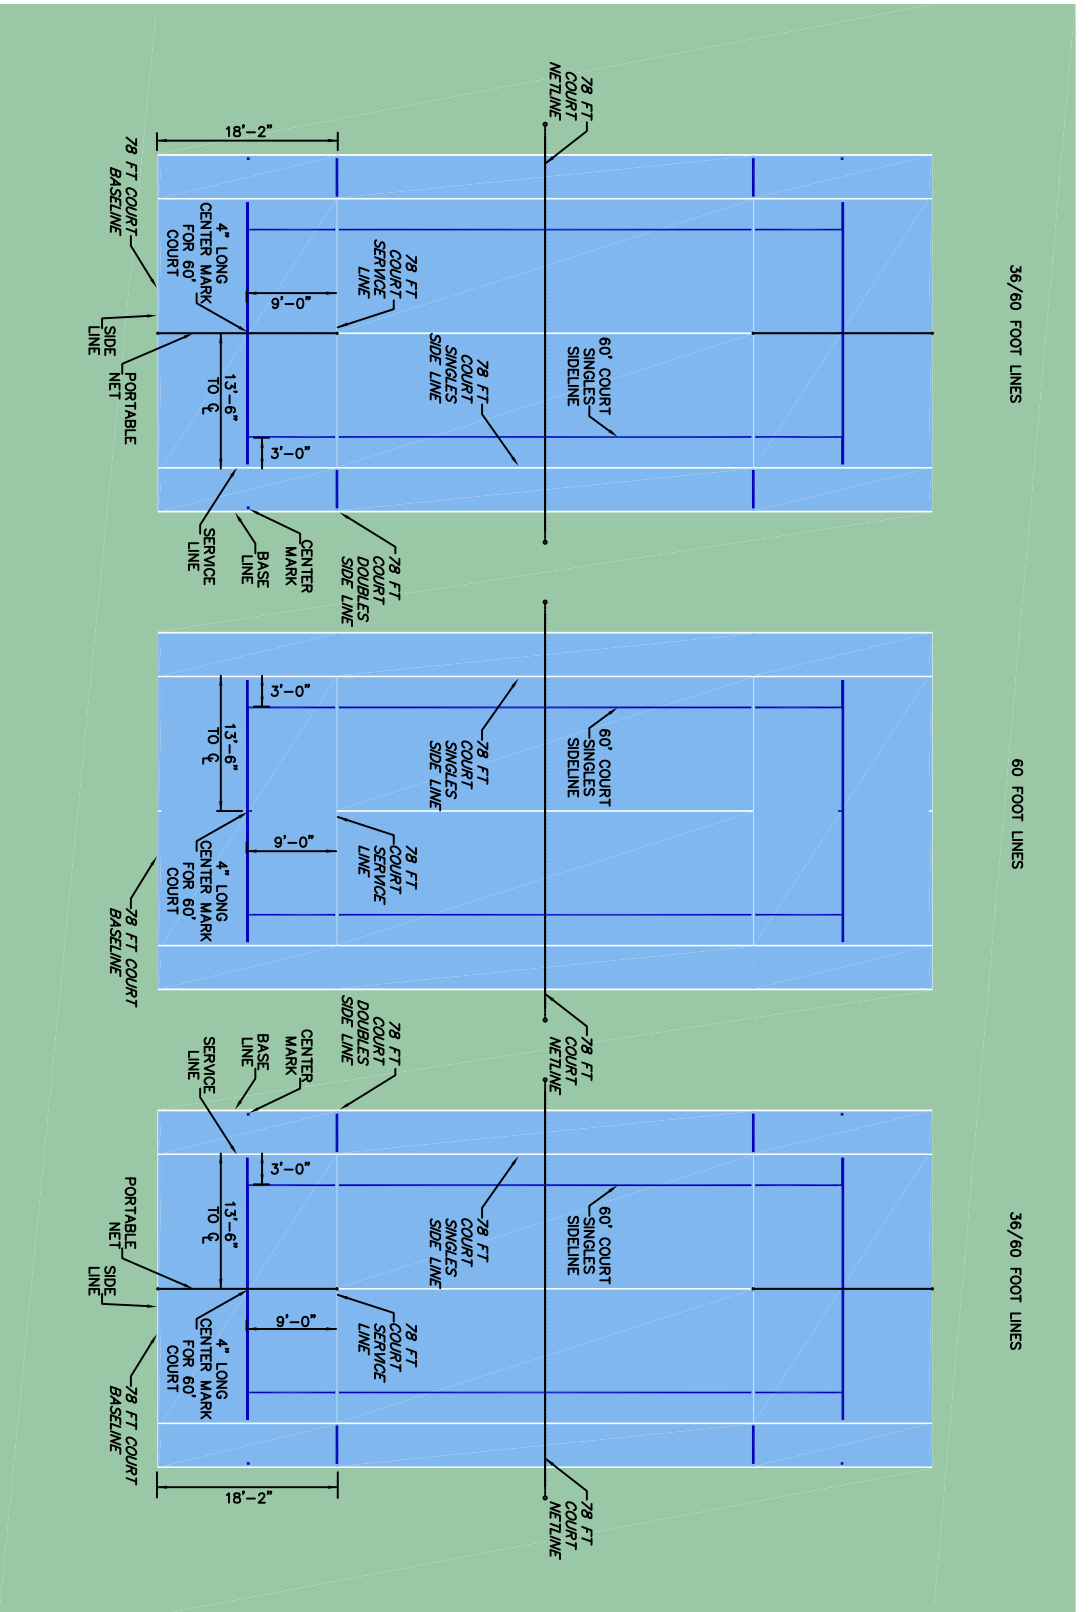 36/60 FOOT LINES
60 FOOT LINES
36/60 FOOT LINES
78 FT
COURT
NETLINE
18'-2"
78 FT COURT
BASELINE
4" LONG
CENTER MARK
FOR 60'
COURT
9'-0"
78 FT
COURT
SERVICE
LINE
SIDE
LINE
PORTABLE
NET
13'-6"
TO ℄
3'-0"
78 FT
COURT
SINGLES
SIDE LINE
60' COURT
SINGLES
SIDELINE
SERVICE
LINE
BASE
LINE
CENTER
MARK
78 FT
COURT
DOUBLES
SIDE LINE
3'-0"
13'-6"
TO ℄
78 FT
COURT
SINGLES
SIDE LINE
60' COURT
SINGLES
SIDELINE
9'-0"
78 FT
COURT
SERVICE
LINE
4" LONG
CENTER MARK
FOR 60'
COURT
78 FT COURT
BASELINE
78 FT
COURT
NETLINE
78 FT
COURT
DOUBLES
SIDE LINE
CENTER
MARK
BASE
LINE
SERVICE
LINE
3'-0"
13'-6"
TO ℄
78 FT
COURT
SINGLES
SIDE LINE
60' COURT
SINGLES
SIDELINE
PORTABLE
NET
SIDE
LINE
9'-0"
78 FT
COURT
SERVICE
LINE
4" LONG
CENTER MARK
FOR 60'
COURT
78 FT COURT
BASELINE
18'-2"
78 FT
COURT
NETLINE